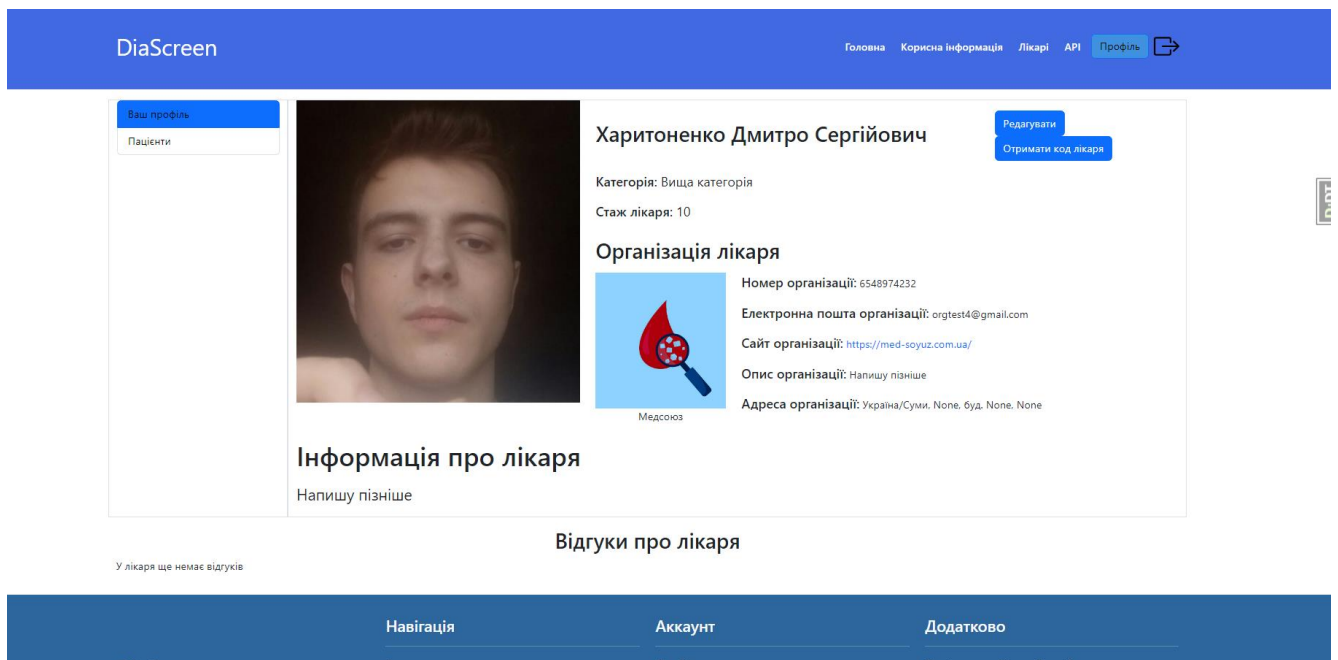 DiaScreen
Головна Корисна інформація Лікарі API Профіль
Ваш профіль
Пацієнти
Харитоненко Дмитро Сергійович
Редагувати
Отримати код лікаря
Категорія: Вища категорія
Стаж лікаря: 10
Організація лікаря
Номер організації: 6548974232
Електронна пошта організації: orgtest4@gmail.com
Сайт організації: https://med-soyuz.com.ua/
Опис організації: Напишу пізніше
Адреса організації: Україна/Суми, None, буд, None, None
Медсоюз
Інформація про лікаря
Напишу пізніше
Відгуки про лікаря
У лікаря ще немає відгуків
Навігація Аккаунт Додатково
DjDT